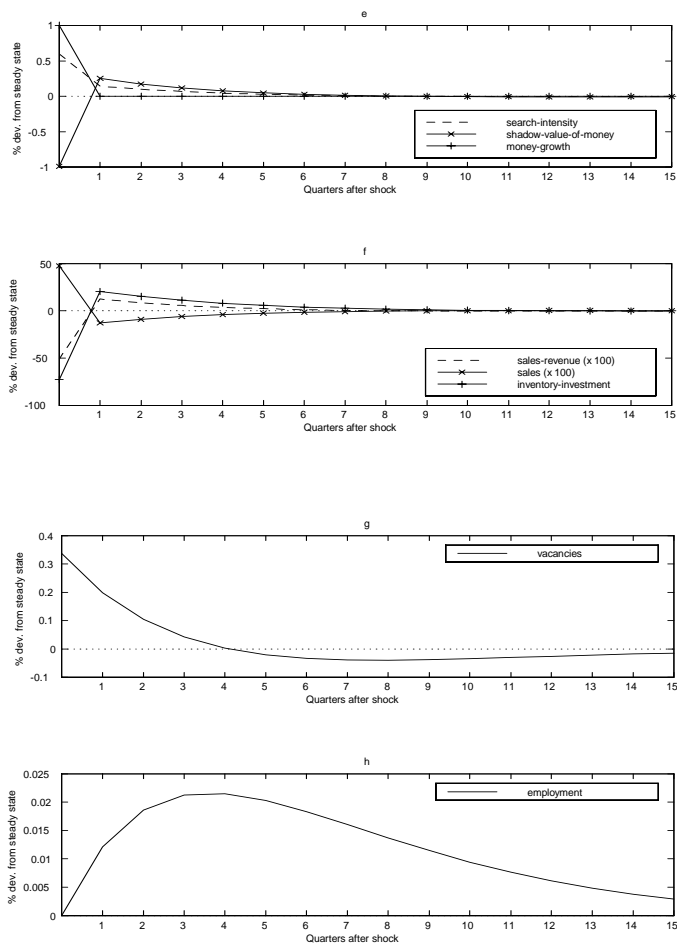 e
1
0.5
0
-0.5
-1
% dev. from steady state
search-intensity
shadow-value-of-money
money-growth
1 2 3 4 5 6 7 8 9 10 11 12 13 14 15
Quarters after shock
f
50
0
-50
-100
% dev. from steady state
sales-revenue (x 100)
sales (x 100)
inventory-investment
1 2 3 4 5 6 7 8 9 10 11 12 13 14 15
Quarters after shock
g
0.4
0.3
0.2
0.1
0
-0.1
% dev. from steady state
vacancies
1 2 3 4 5 6 7 8 9 10 11 12 13 14 15
Quarters after shock
h
0.025
0.02
0.015
0.01
0.005
0
% dev. from steady state
employment
1 2 3 4 5 6 7 8 9 10 11 12 13 14 15
Quarters after shock